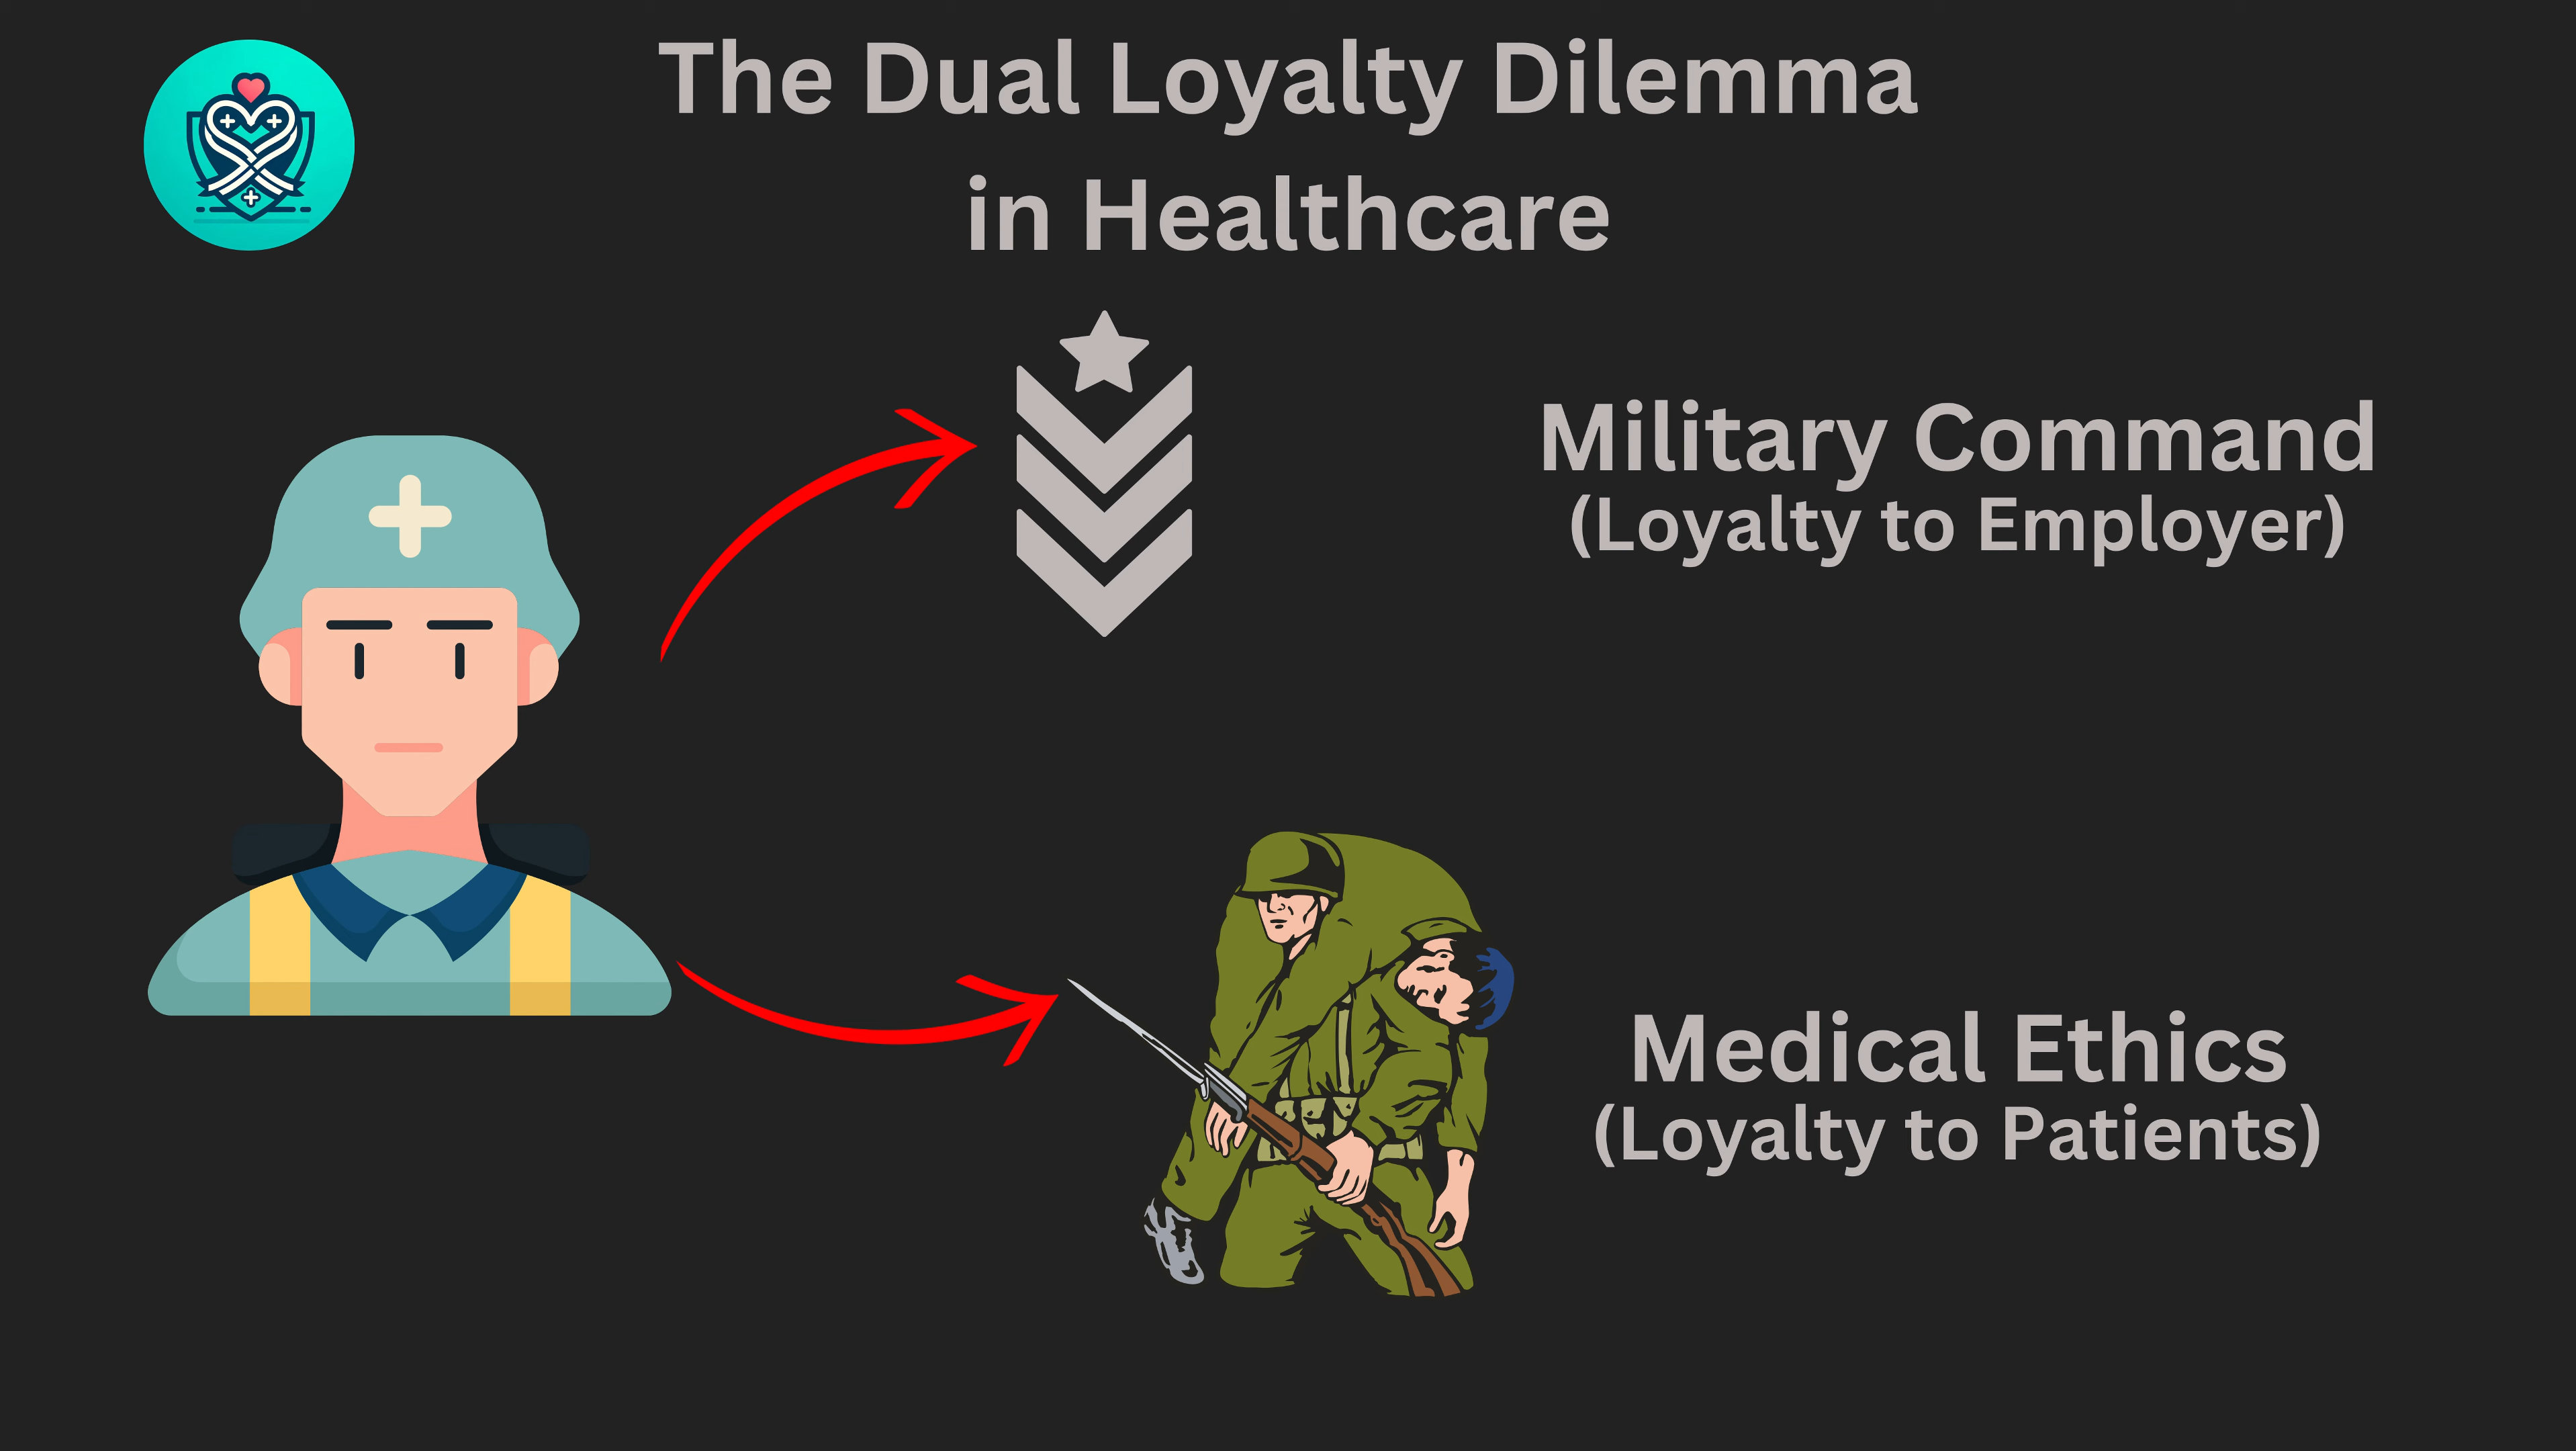 The Dual Loyalty Dilemma
in Healthcare
Military Command
(Loyalty to Employer)
Medical Ethics
(Loyalty to Patients)